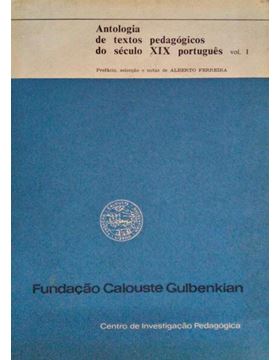 Antologia
de textos pedagógicos
do século XIX português vol. I
Prefácio, selecção e notas de ALBERTO FERREIRA
Fundação Calouste Gulbenkian
Centro de Investigação Pedagógica